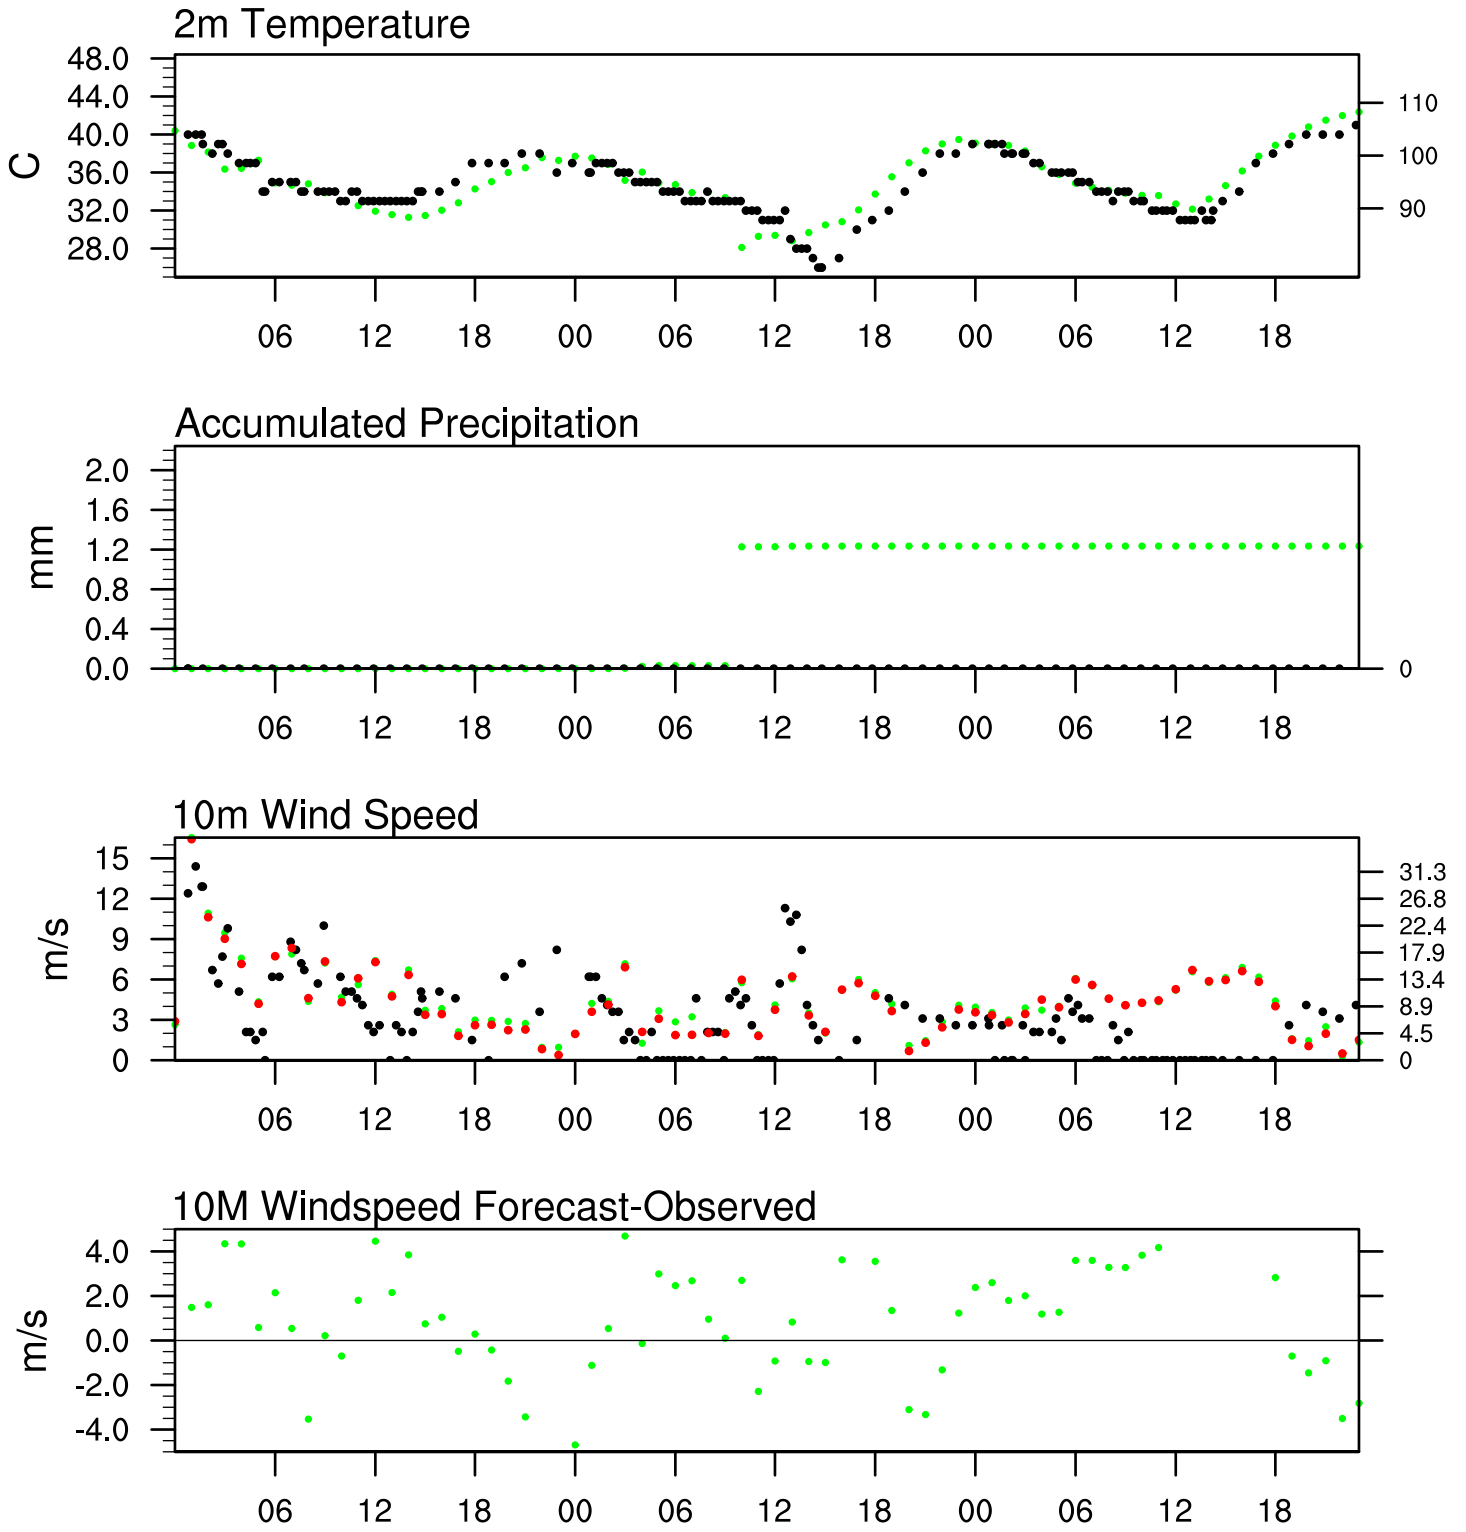 2m Temperature
48.0
44.0
40.0
36.0
32.0
28.0
C
110
100
90
06 12 18 00 06 12 18 00 06 12 18
Accumulated Precipitation
2.0
1.6
1.2
0.8
0.4
0.0
mm
0
06 12 18 00 06 12 18 00 06 12 18
10m Wind Speed
15
12
9
6
3
0
m/s
31.3
26.8
22.4
17.9
13.4
8.9
4.5
0
06 12 18 00 06 12 18 00 06 12 18
10M Windspeed Forecast-Observed
4.0
2.0
0.0
-2.0
-4.0
m/s
06 12 18 00 06 12 18 00 06 12 18